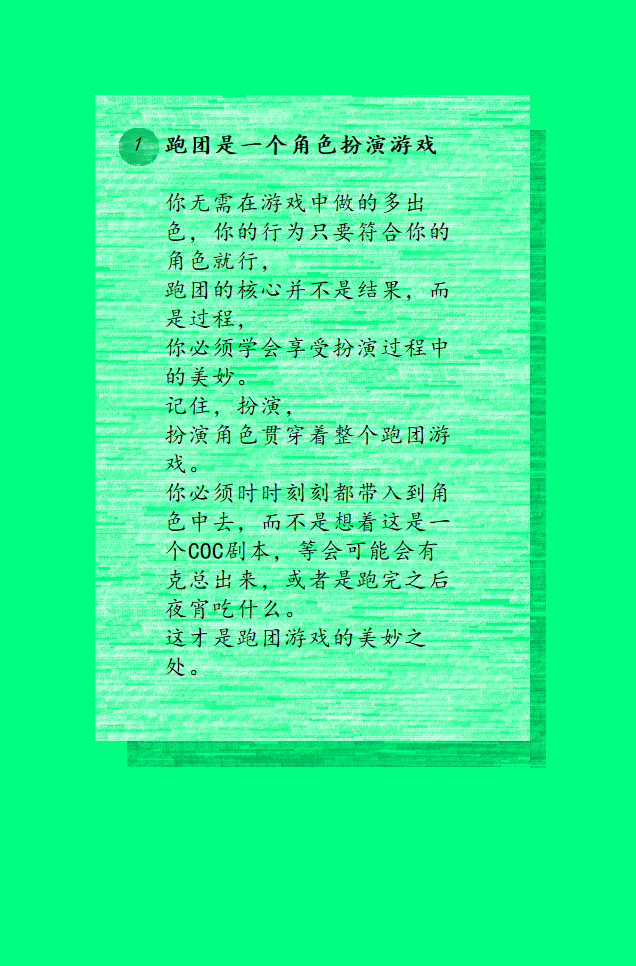 1 跑团是一个角色扮演游戏
你无需在游戏中做的多出
色，你的行为只要符合你的
角色就行，
跑团的核心并不是结果，而
是过程，
你必须学会享受扮演过程中
的美妙。
记住，扮演，
扮演角色贯穿着整个跑团游
戏。
你必须时时刻刻都带入到角
色中去，而不是想着这是一
个COC剧本，等会可能会有
克总出来，或者是跑完之后
夜宵吃什么。
这才是跑团游戏的美妙之
处。